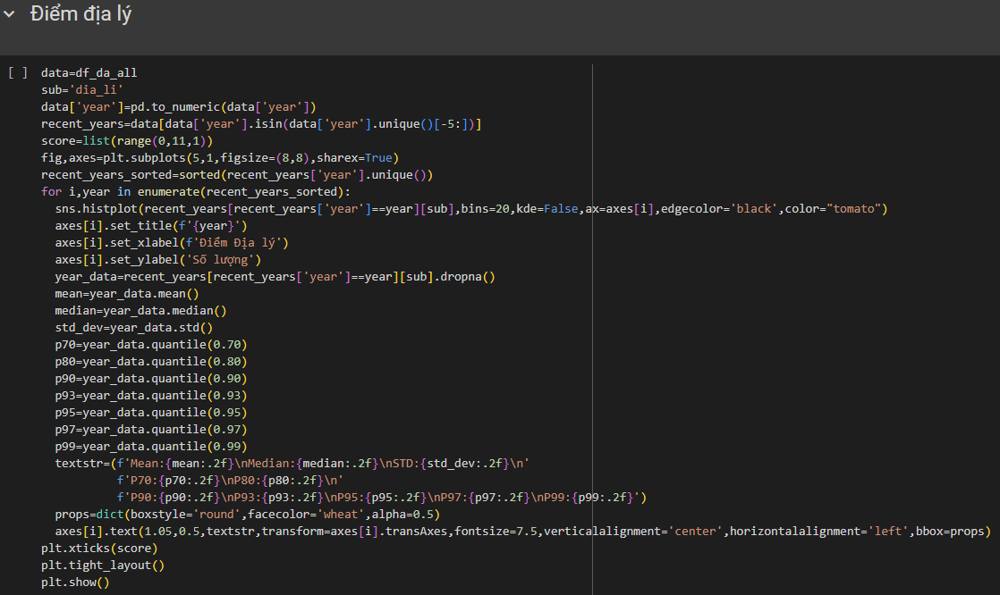 Điểm địa lý
[ ] data=df_da_all
sub='dia_li'
data['year']=pd.to_numeric(data['year'])
recent_years=data[data['year'].isin(data['year'].unique()[-5:])]
score=list(range(0,11,1))
fig,axes=plt.subplots(5,1,figsize=(8,8),sharex=True)
recent_years_sorted=sorted(recent_years['year'].unique())
for i,year in enumerate(recent_years_sorted):
  sns.histplot(recent_years[recent_years['year']==year][sub],bins=20,kde=False,ax=axes[i],edgecolor='black',color="tomato")
  axes[i].set_title(f'{year}')
  axes[i].set_xlabel(f'Điểm Địa lý')
  axes[i].set_ylabel('Số lượng')
  year_data=recent_years[recent_years['year']==year][sub].dropna()
  mean=year_data.mean()
  median=year_data.median()
  std_dev=year_data.std()
  p70=year_data.quantile(0.70)
  p80=year_data.quantile(0.80)
  p90=year_data.quantile(0.90)
  p93=year_data.quantile(0.93)
  p95=year_data.quantile(0.95)
  p97=year_data.quantile(0.97)
  p99=year_data.quantile(0.99)
  textstr=(f'Mean:{mean:.2f}\nMedian:{median:.2f}\nSTD:{std_dev:.2f}\n'
           f'P70:{p70:.2f}\nP80:{p80:.2f}\n'
           f'P90:{p90:.2f}\nP93:{p93:.2f}\nP95:{p95:.2f}\nP97:{p97:.2f}\nP99:{p99:.2f}')
  props=dict(boxstyle='round',facecolor='wheat',alpha=0.5)
  axes[i].text(1.05,0.5,textstr,transform=axes[i].transAxes,fontsize=7.5,verticalalignment='center',horizontalalignment='left',bbox=props)
plt.xticks(score)
plt.tight_layout()
plt.show()